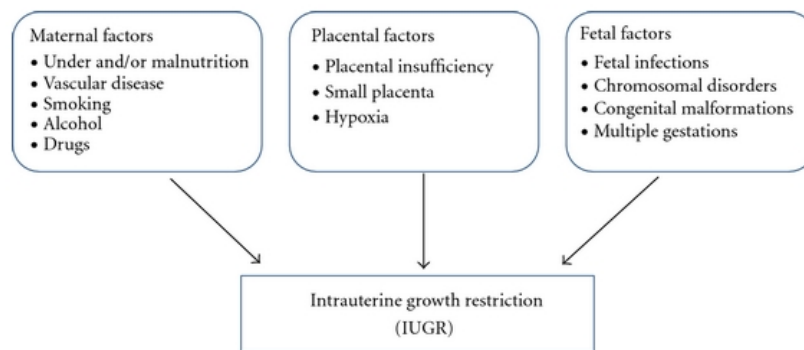 Maternal factors
• Under and/or malnutrition
• Vascular disease
• Smoking
• Alcohol
• Drugs
Placental factors
• Placental insufficiency
• Small placenta
• Hypoxia
Fetal factors
• Fetal infections
• Chromosomal disorders
• Congenital malformations
• Multiple gestations
Intrauterine growth restriction
(IUGR)